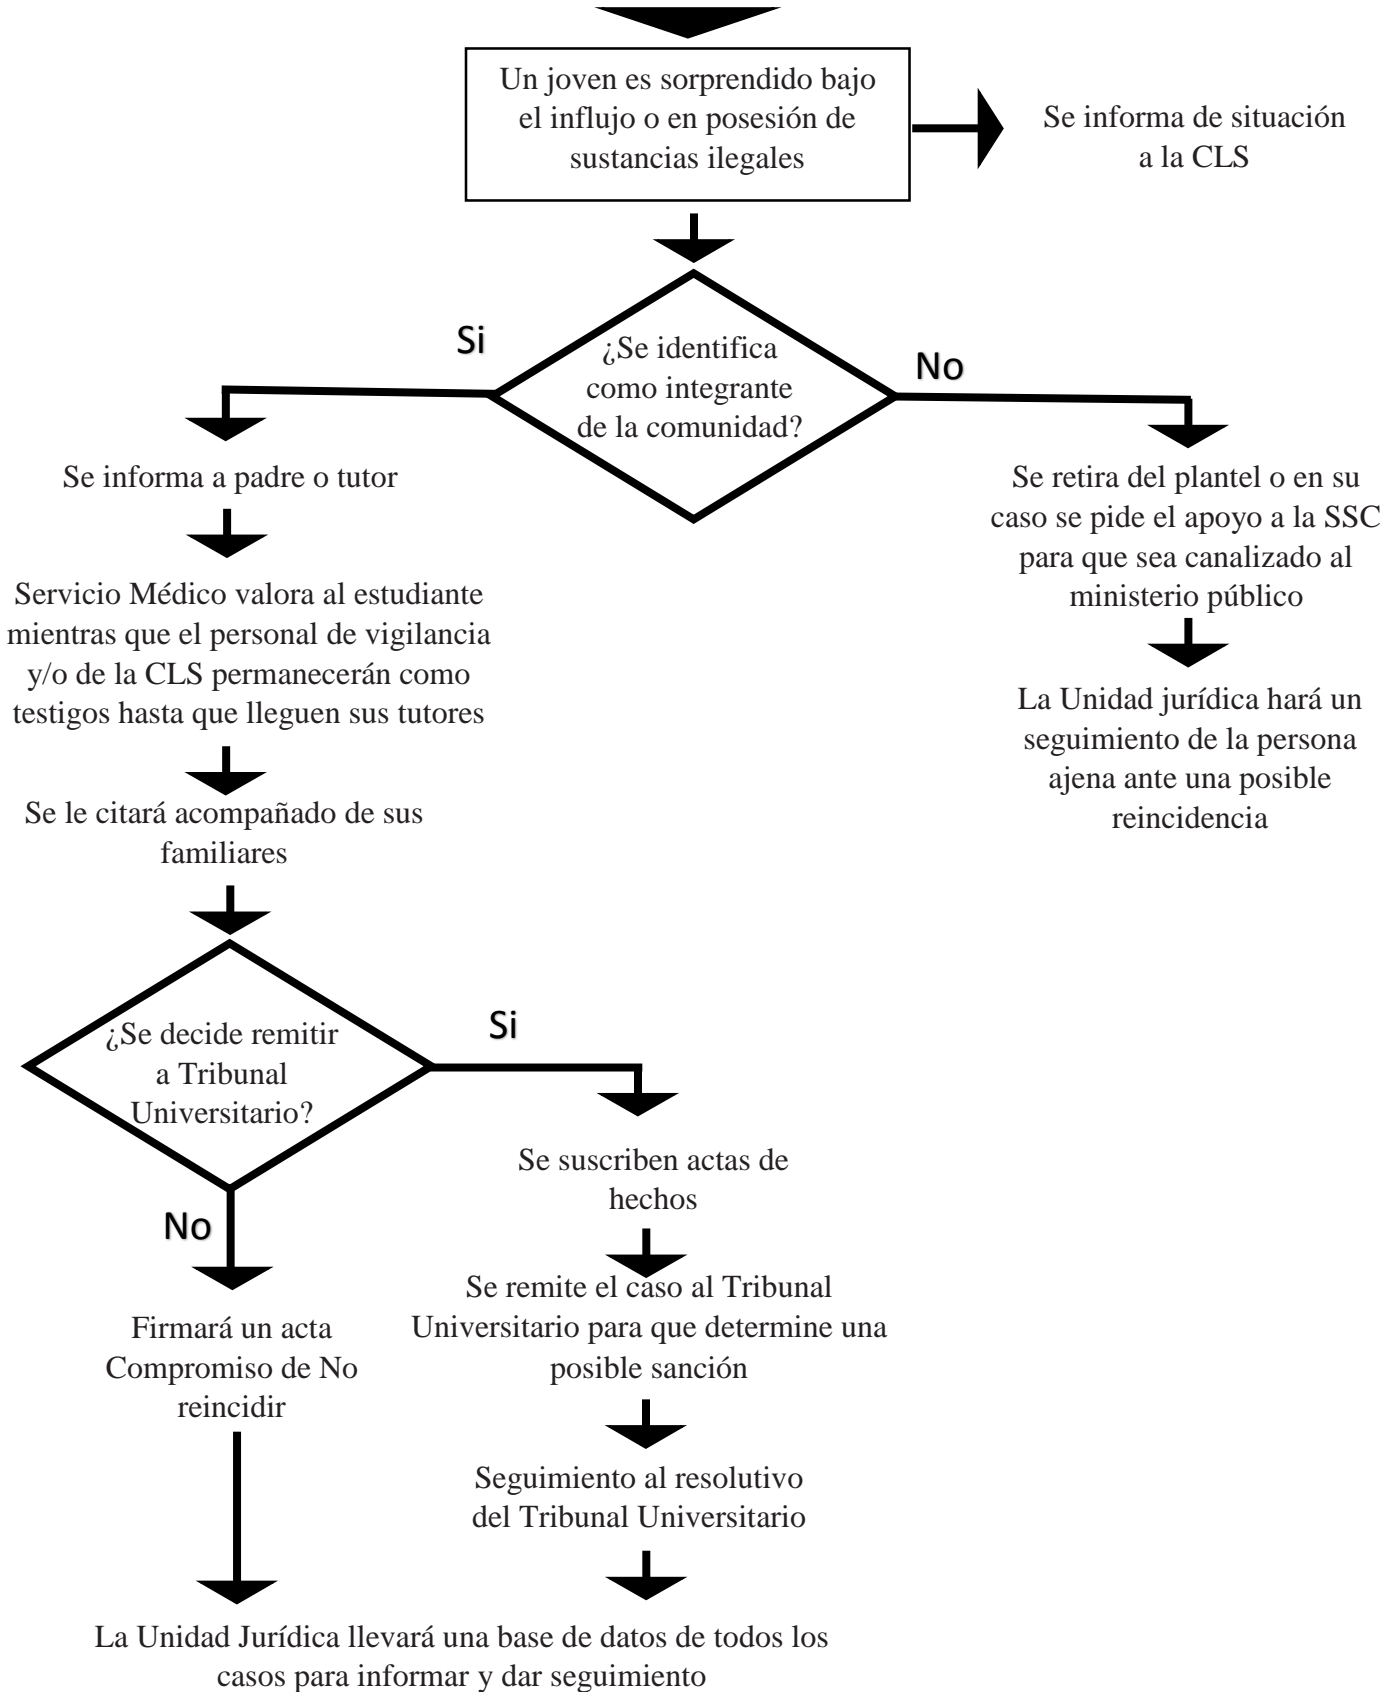 Un joven es sorprendido bajo
el influjo o en posesión de
sustancias ilegales
Se informa de situación
a la CLS
Si
¿Se identifica
como integrante
de la comunidad?
No
Se informa a padre o tutor
Servicio Médico valora al estudiante
mientras que el personal de vigilancia
y/o de la CLS permanecerán como
testigos hasta que lleguen sus tutores
Se le citará acompañado de sus
familiares
Se retira del plantel o en su
caso se pide el apoyo a la SSC
para que sea canalizado al
ministerio público
La Unidad jurídica hará un
seguimiento de la persona
ajena ante una posible
reincidencia
¿Se decide remitir
a Tribunal
Universitario?
Si
No
Se suscriben actas de
hechos
Se remite el caso al Tribunal
Universitario para que determine una
posible sanción
Seguimiento al resolutivo
del Tribunal Universitario
Firmará un acta
Compromiso de No
reincidir
La Unidad Jurídica llevará una base de datos de todos los
casos para informar y dar seguimiento